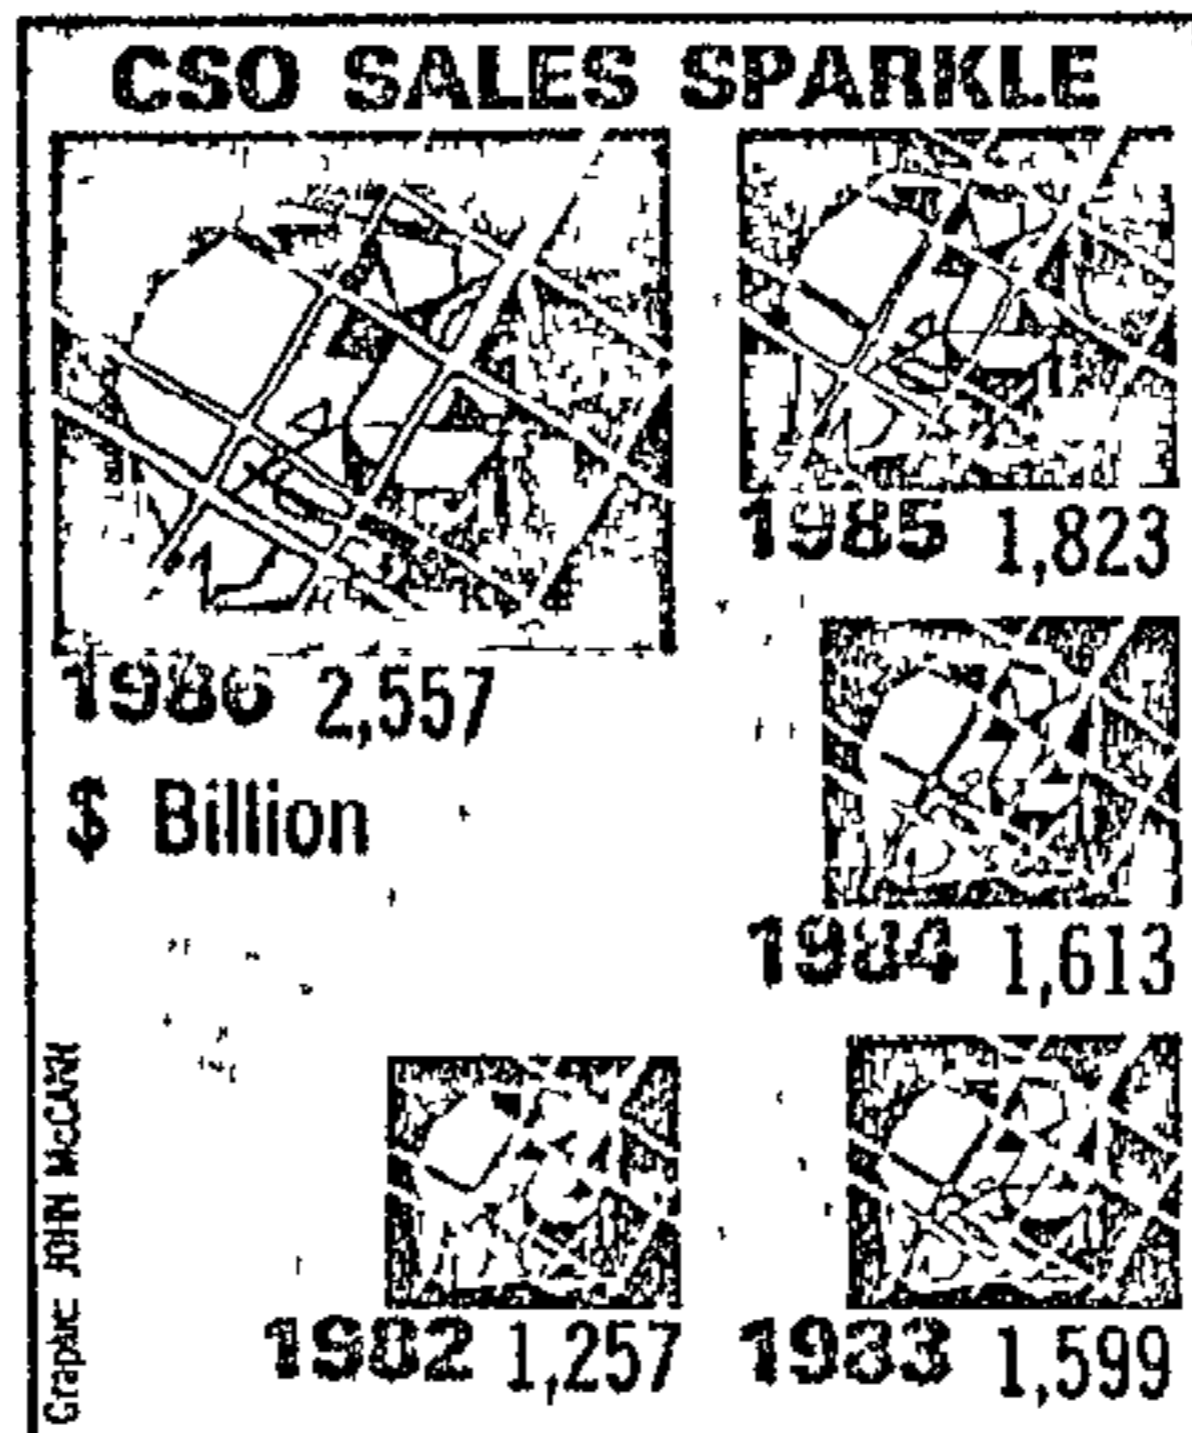 CSO SALES SPARKLE
1986 2,557
$ Billion
1985 1,823
1984 1,613
1983 1,599
1982 1,257
Graphic: JOHN McCANN